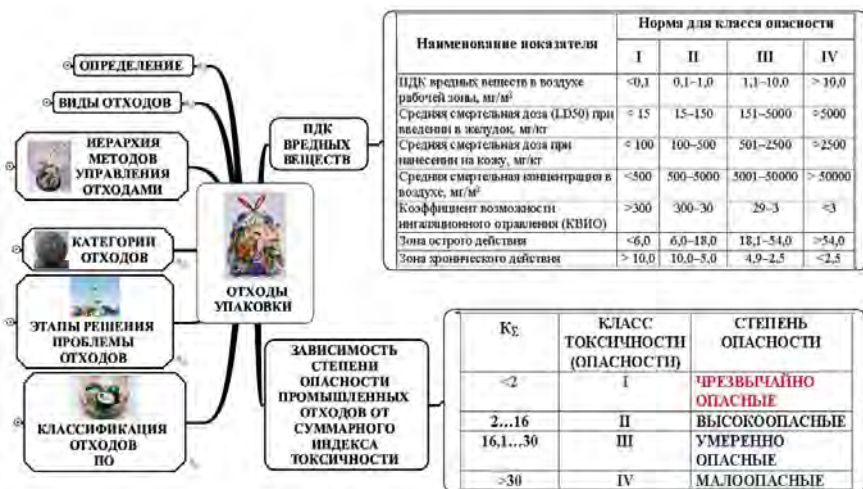 ОПРЕДЕЛЕНИЕ
ВИДЫ ОТХОДОВ
ИЕРАРХИЯ
МЕТОДОВ
УПРАВЛЕНИЯ
ОТХОДАМИ
КАТЕГОРИИ
ОТХОДОВ
ЭТАПЫ РЕШЕНИЯ
ПРОБЛЕМЫ
ОТХОДОВ
КЛАССИФИКАЦИЯ
ОТХОДОВ
ПО
ОТХОДЫ
УПАКОВКИ
ПДК
ВРЕДНЫХ
ВЕЩЕСТВ
Наименование показателя
Норма для класса опасности
I II III IV
ПДК вредных веществ в воздухе
рабочей зоны, мг/м³
<0,1 0,1–1,0 1,1–10,0 > 10,0
Средняя смертельная доза (LD50) при
введении в желудок, мг/кг
< 15 15–150 151–5000 >5000
Средняя смертельная доза при
нанесении на кожу, мг/кг
< 100 100–500 501–2500 >2500
Средняя смертельная концентрация в
воздухе, мг/м³
<500 500–5000 5001–50000 > 50000
Коэффициент возможности
ингаляционного отравления (КВИО)
>300 300–30 29–3 <3
Зона острого действия <6,0 6,0–18,0 18,1–54,0 >54,0
Зона хронического действия > 10,0 10,0–5,0 4,9–2,5 <2,5
ЗАВИСИМОСТЬ
СТЕПЕНИ
ОПАСНОСТИ
ПРОМЫШЛЕННЫХ
ОТХОДОВ ОТ
СУММАРНОГО
ИНДЕКСА
ТОКСИЧНОСТИ
KΣ
КЛАСС
ТОКСИЧНОСТИ
(ОПАСНОСТИ)
СТЕПЕНЬ
ОПАСНОСТИ
<2 I ЧРЕЗВЫЧАЙНО
ОПАСНЫЕ
2…16 II ВЫСОКООПАСНЫЕ
16,1…30 III УМЕРЕННО
ОПАСНЫЕ
>30 IV МАЛООПАСНЫЕ